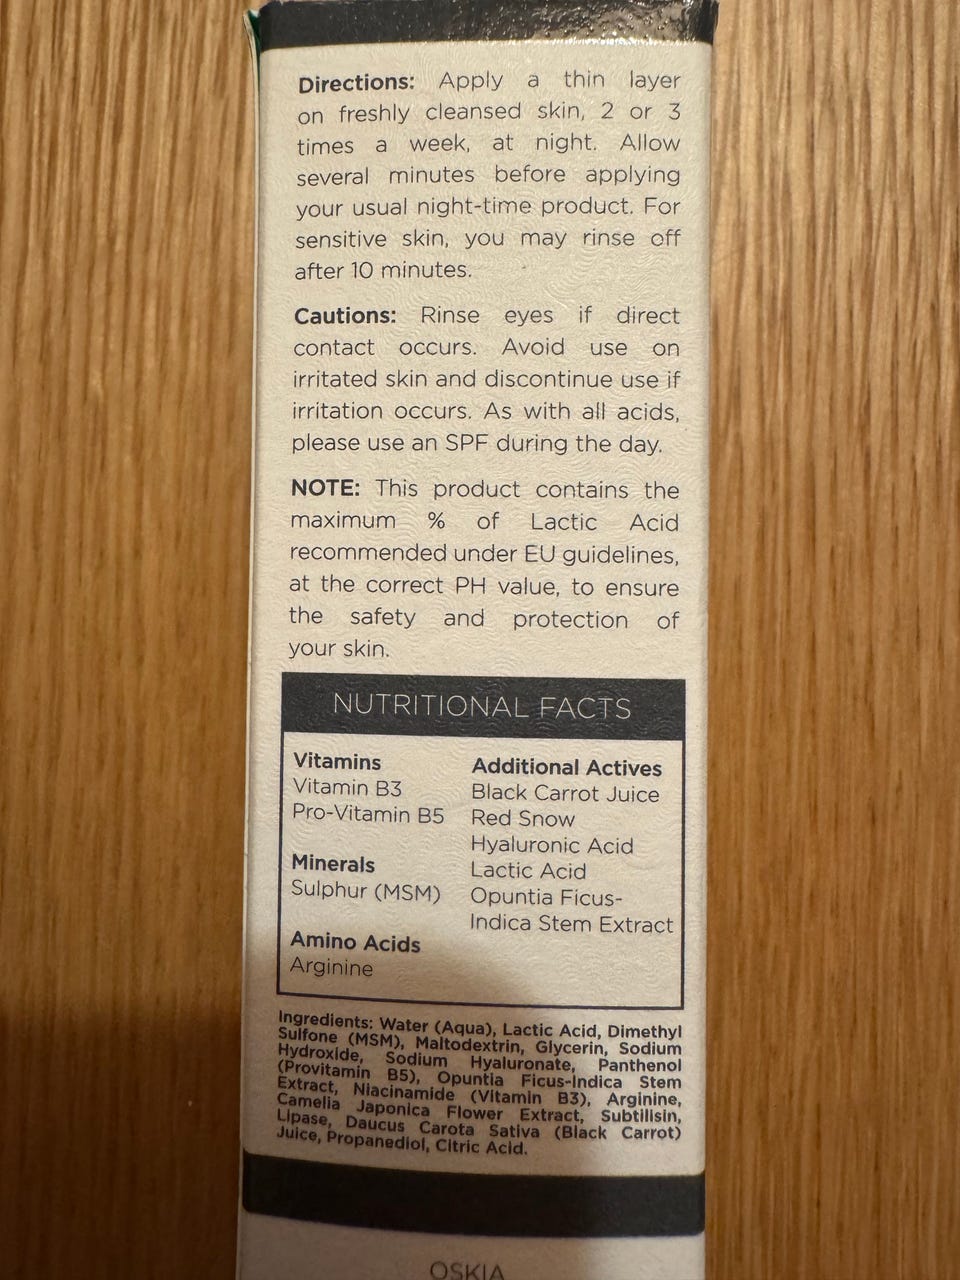 Directions: Apply a thin layer
on freshly cleansed skin, 2 or 3
times a week, at night. Allow
several minutes before applying
your usual night-time product. For
sensitive skin, you may rinse off
after 10 minutes.
Cautions: Rinse eyes if direct
contact occurs. Avoid use on
irritated skin and discontinue use if
irritation occurs. As with all acids,
please use an SPF during the day.
NOTE: This product contains the
maximum % of Lactic Acid
recommended under EU guidelines,
at the correct PH value, to ensure
the safety and protection of
your skin.
NUTRITIONAL FACTS
Vitamins
Vitamin B3
Pro-Vitamin B5
Minerals
Sulphur (MSM)
Amino Acids
Arginine
Additional Actives
Black Carrot Juice
Red Snow
Hyaluronic Acid
Lactic Acid
Opuntia Ficus-
Indica Stem Extract
Ingredients: Water (Aqua), Lactic Acid, Dimethyl
Sulfone (MSM), Maltodextrin, Glycerin, Sodium
Hydroxide, Sodium Hyaluronate, Panthenol
(Provitamin B5), Opuntia Ficus-Indica Stem
Extract, Niacinamide (Vitamin B3), Arginine,
Camelia Japonica Flower Extract, Subtilisin,
Lipase, Daucus Carota Sativa (Black Carrot)
Juice, Propanediol, Citric Acid.
OSKIA